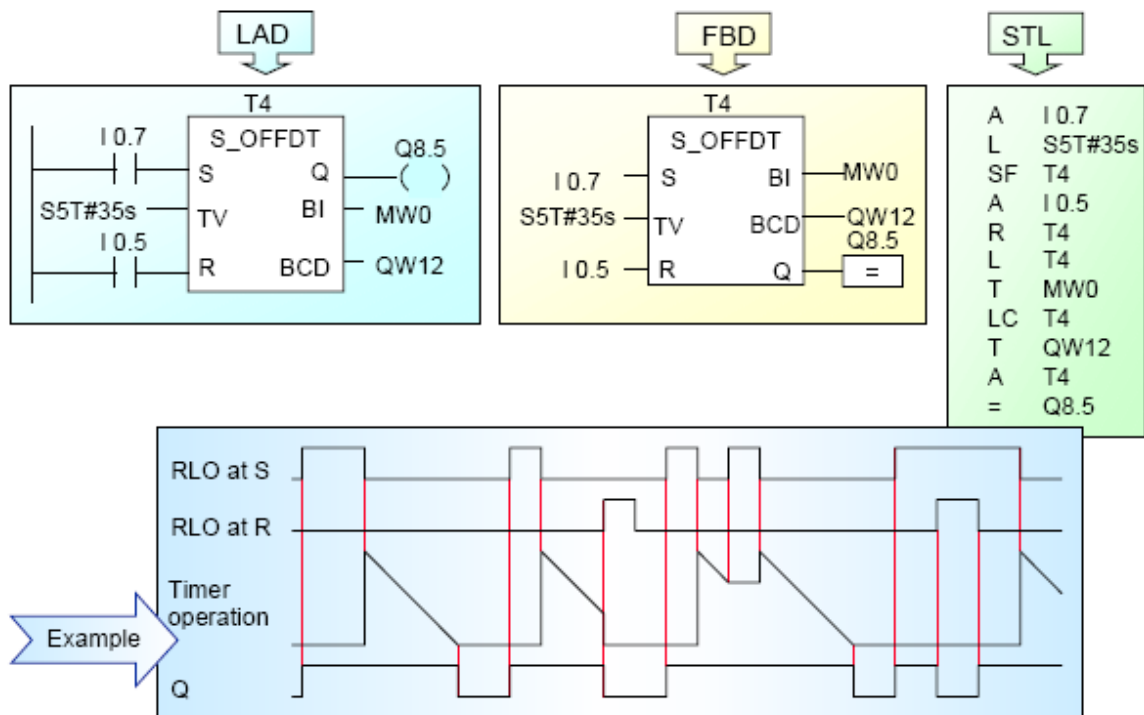 LAD
FBD
STL
T4
I 0.7
S_OFFDT
Q8.5
S
Q
( )
S5T#35s
TV
BI
MW0
I 0.5
R
BCD
QW12
T4
S_OFFDT
I 0.7
S
BI
MW0
S5T#35s
TV
BCD
QW12
Q8.5
I 0.5
R
Q
=
A I 0.7
L S5T#35s
SF T4
A I 0.5
R T4
L T4
T MW0
LC T4
T QW12
A T4
= Q8.5
RLO at S
RLO at R
Timer
operation
Example
Q